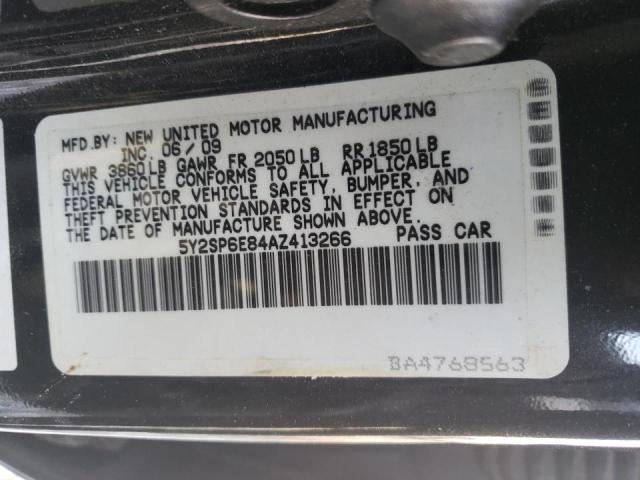 MFD.BY: NEW UNITED MOTOR MANUFACTURING
INC. 06/09
GVWR 3860LB GAWR FR 2050LB RR 1850LB
THIS VEHICLE CONFORMS TO ALL APPLICABLE
FEDERAL MOTOR VEHICLE SAFETY, BUMPER, AND
THEFT PREVENTION STANDARDS IN EFFECT ON
THE DATE OF MANUFACTURE SHOWN ABOVE.
5Y2SP6E84AZ413266 PASS CAR
BA4768563